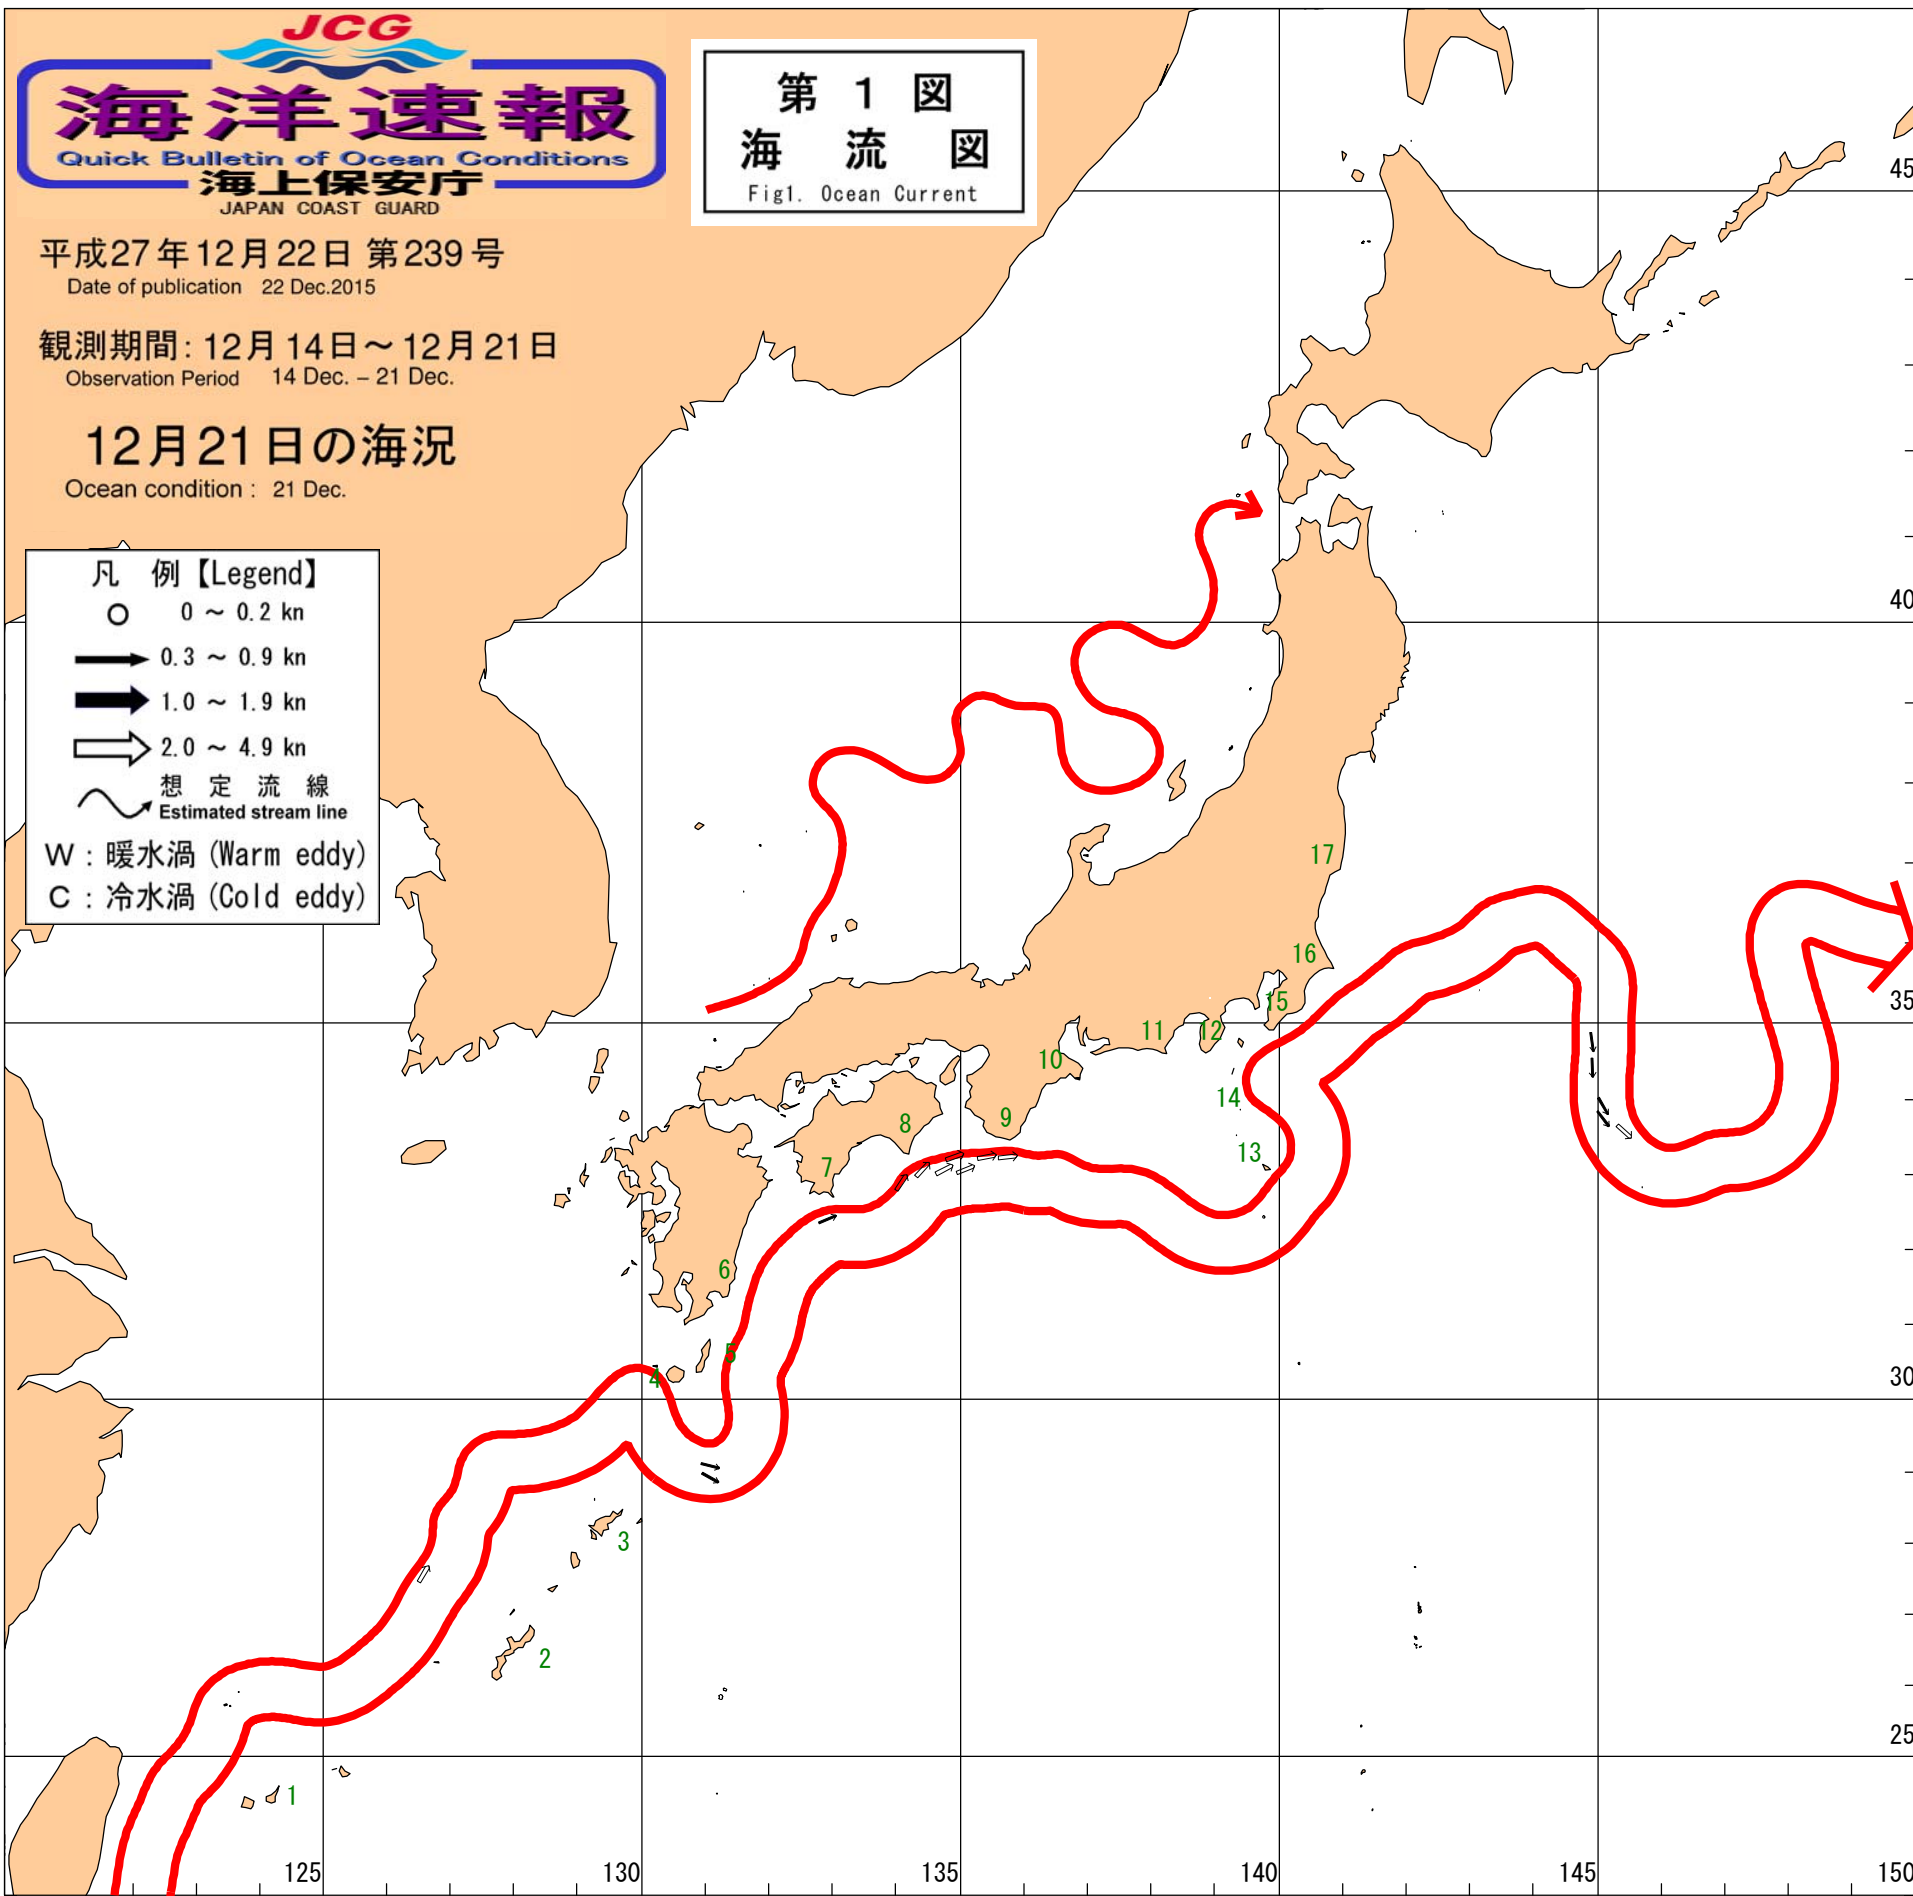 JCG
海洋速報
Quick Bulletin of Ocean Conditions
海上保安庁
JAPAN COAST GUARD
第 1 図
海 流 図
Fig1. Ocean Current
平成27年12月22日 第239号
Date of publication 22 Dec.2015
観測期間: 12月14日～12月21日
Observation Period 14 Dec. – 21 Dec.
12月21日の海況
Ocean condition : 21 Dec.
凡 例【Legend】
0 ～ 0.2 kn
0.3 ～ 0.9 kn
1.0 ～ 1.9 kn
2.0 ～ 4.9 kn
想 定 流 線
Estimated stream line
W : 暖水渦 (Warm eddy)
C : 冷水渦 (Cold eddy)
45
40
35
30
25
17
16
15
12
11
10
14
9
8
13
7
6
5
4
3
2
1
125
130
135
140
145
150